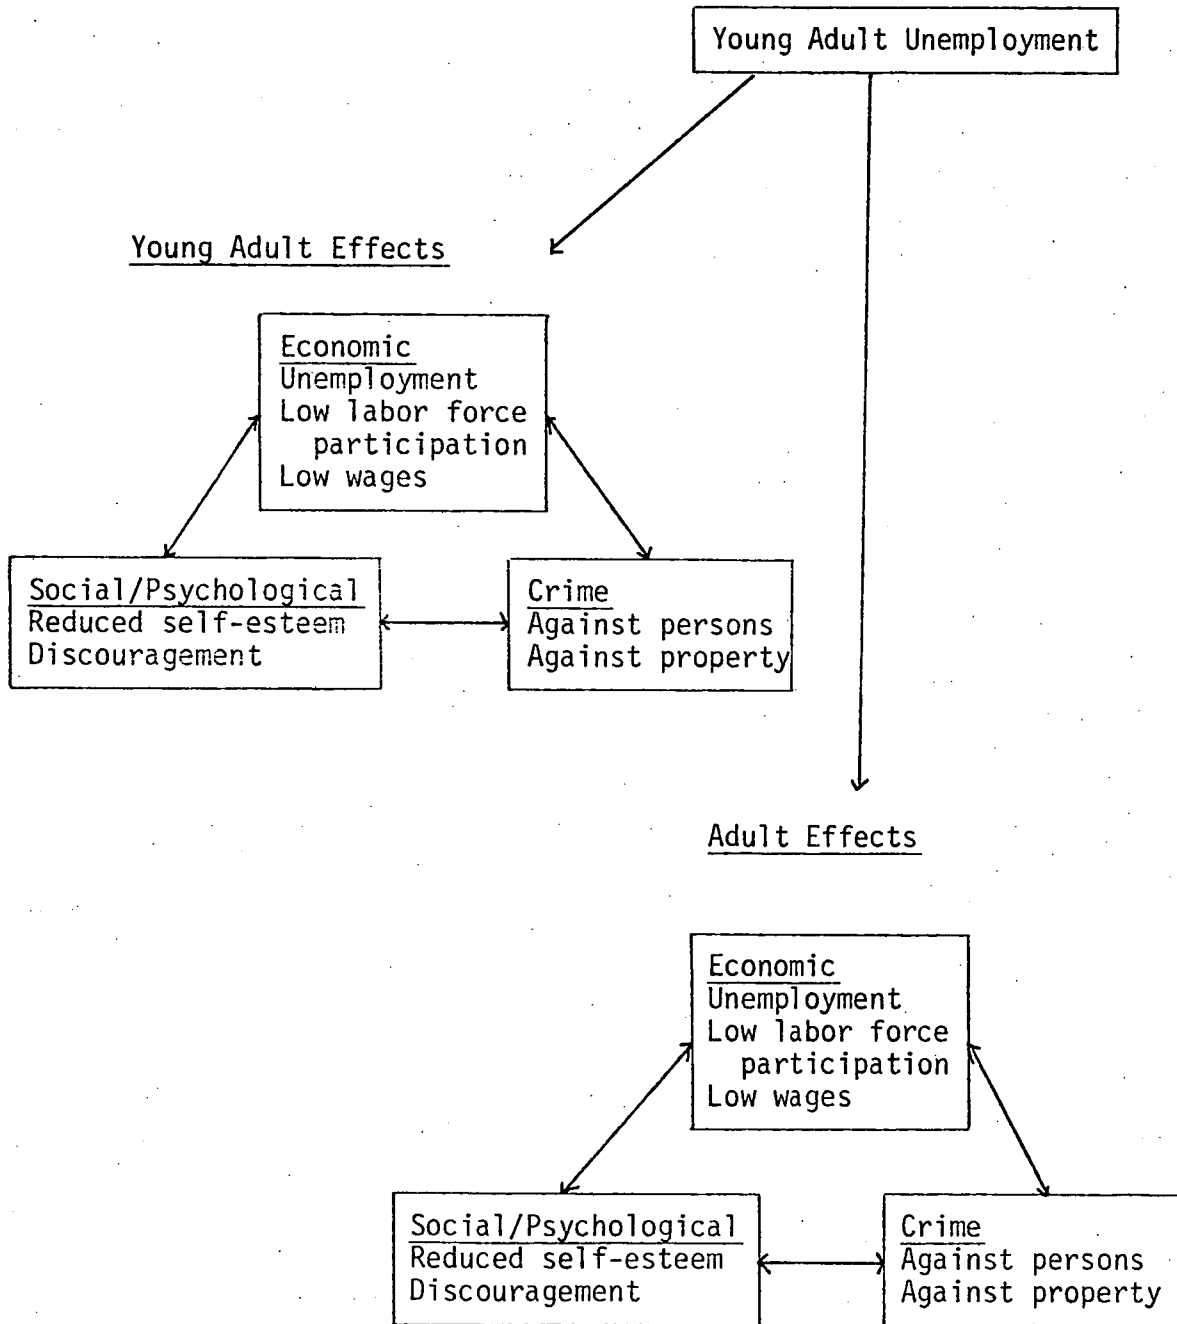 Young Adult Unemployment
Young Adult Effects
Economic
Unemployment
Low labor force
participation
Low wages
Social/Psychological
Reduced self-esteem
Discouragement
Crime
Against persons
Against property
Adult Effects
Economic
Unemployment
Low labor force
participation
Low wages
Social/Psychological
Reduced self-esteem
Discouragement
Crime
Against persons
Against property